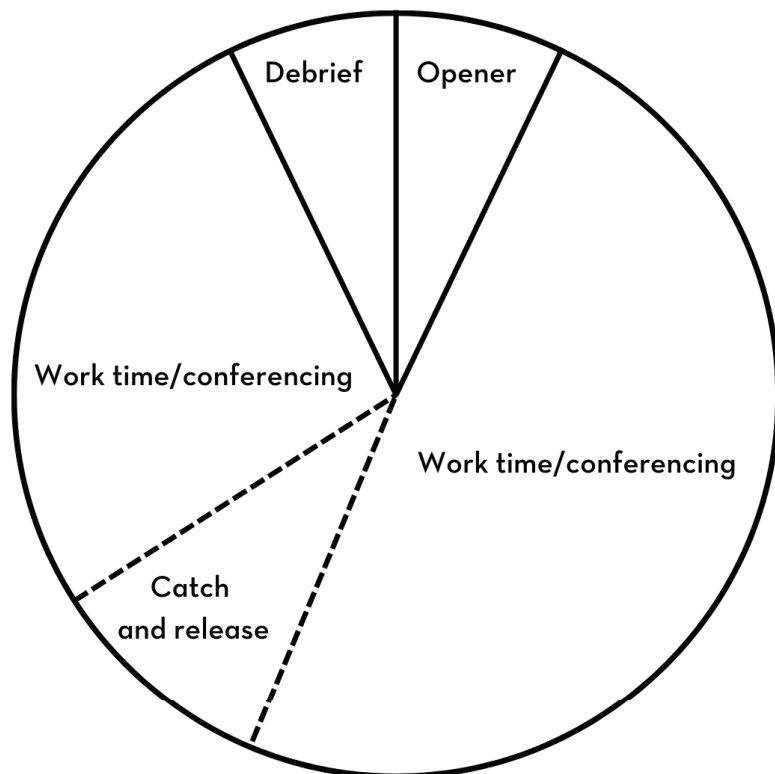 Debrief
Opener
Work time/conferencing
Work time/conferencing
Catch
and release